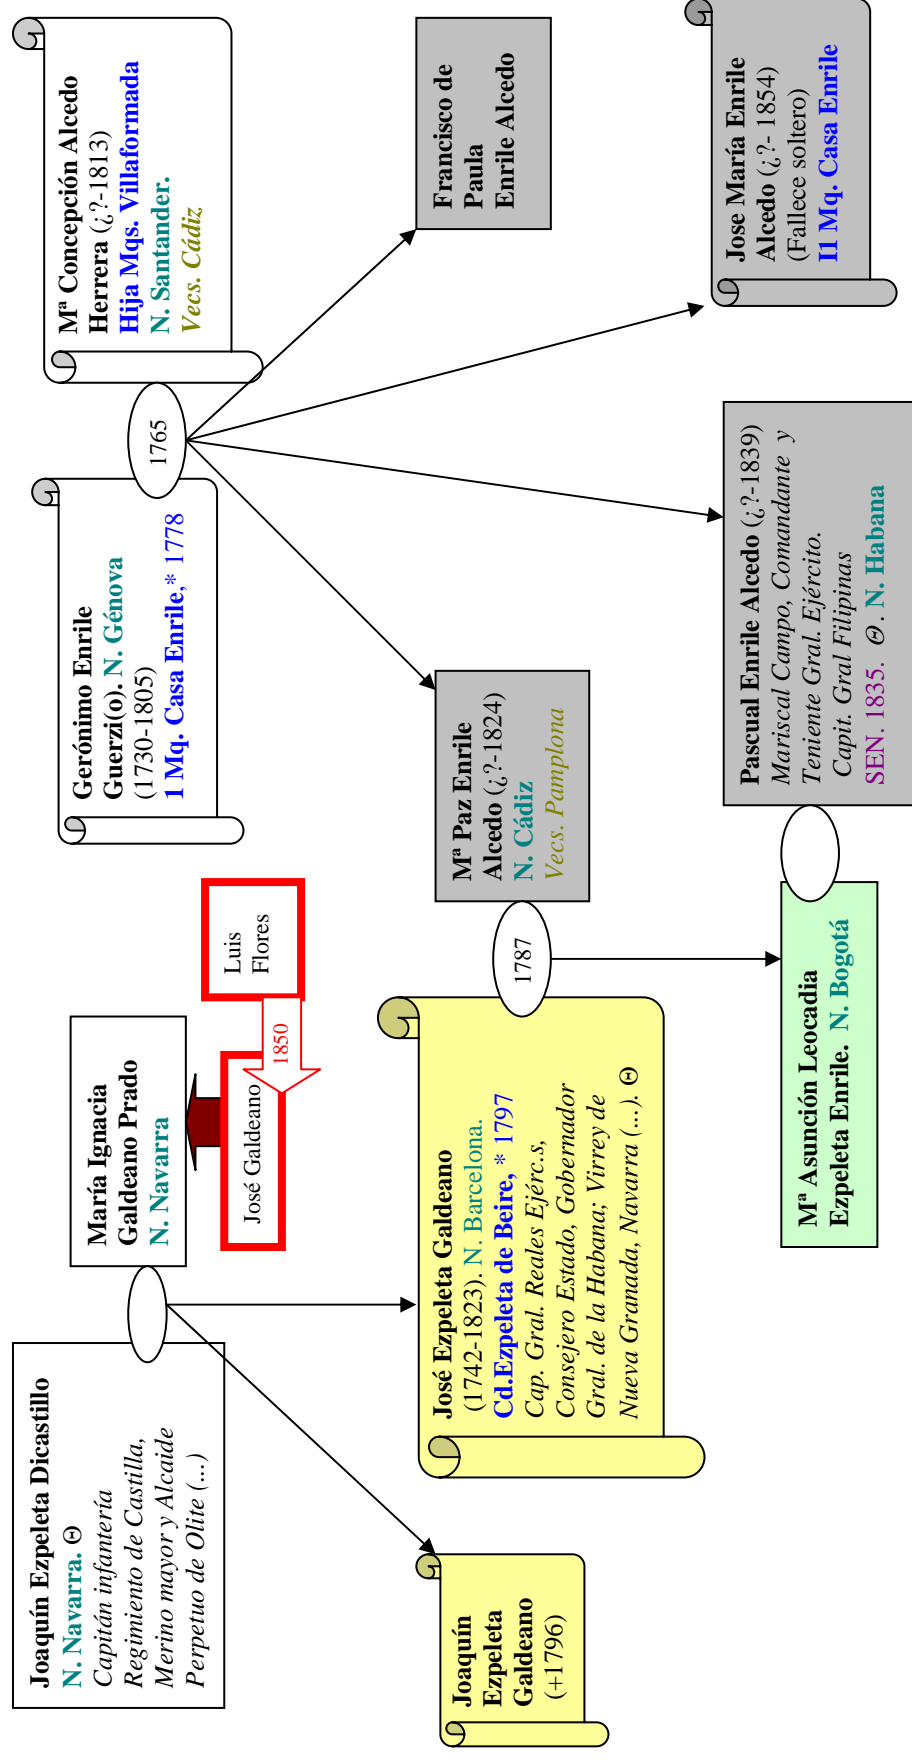 Joaquín Ezpeleta Dicastillo
N. Navarra. Θ
Capitán infantería
Regimiento de Castilla,
Merino mayor y Alcaide
Perpetuo de Olite (...)
María Ignacia
Galdeano Prado
N. Navarra
José Galdeano
1850
Luis
Flores
Gerónimo Enrile
Guerzi(o). N. Génova
(1730-1805)
1 Mq. Casa Enrile,* 1778
1765
Mª Concepción Alcedo
Herrera (¿?-1813)
Hija Mqs. Villaformada
N. Santander.
Vecs. Cádiz
Joaquín
Ezpeleta
Galdeano
(+1796)
José Ezpeleta Galdeano
(1742-1823). N. Barcelona.
Cd.Ezpeleta de Beire, * 1797
Cap. Gral. Reales Ejérc.s,
Consejero Estado, Gobernador
Gral. de la Habana; Virrey de
Nueva Granada, Navarra (...). Θ
1787
Mª Paz Enrile
Alcedo (¿?-1824)
N. Cádiz
Vecs. Pamplona
Francisco de
Paula
Enrile Alcedo
Mª Asunción Leocadia
Ezpeleta Enrile. N. Bogotá
Pascual Enrile Alcedo (¿?-1839)
Mariscal Campo, Comandante y
Teniente Gral. Ejército.
Capit. Gral Filipinas
SEN. 1835. Θ. N. Habana
Jose María Enrile
Alcedo (¿?- 1854)
(Fallece soltero)
I1 Mq. Casa Enrile